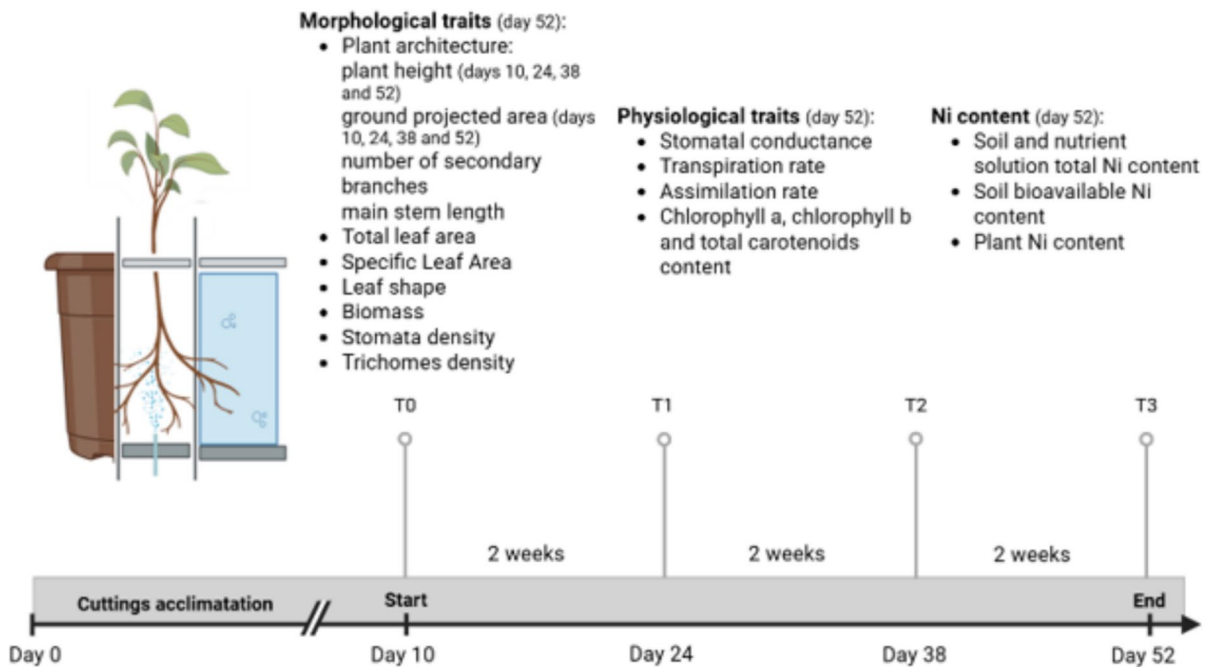 Morphological traits (day 52):
• Plant architecture:
plant height (days 10, 24, 38
and 52)
ground projected area (days
10, 24, 38 and 52)
number of secondary
branches
main stem length
• Total leaf area
• Specific Leaf Area
• Leaf shape
• Biomass
• Stomata density
• Trichomes density
Physiological traits (day 52):
• Stomatal conductance
• Transpiration rate
• Assimilation rate
• Chlorophyll a, chlorophyll b
and total carotenoids
content
Ni content (day 52):
• Soil and nutrient
solution total Ni content
• Soil bioavailable Ni
content
• Plant Ni content
T0
T1
T2
T3
2 weeks
2 weeks
2 weeks
Cuttings acclimatation
Start
End
Day 0
Day 10
Day 24
Day 38
Day 52